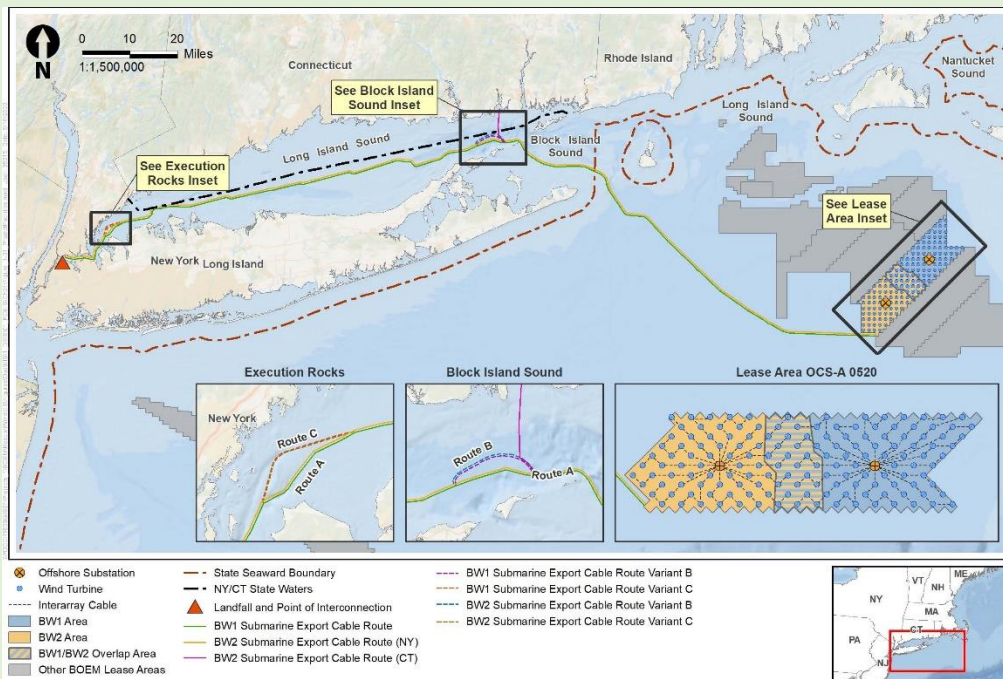 N
0 10 20
Miles
1:1,500,000
Connecticut
Rhode Island
Nantucket
Sound
See Block Island
Sound Inset
Long Island
Sound
Long Island Sound
Block Island
Sound
See Execution
Rocks Inset
See Lease
Area Inset
New York
Long Island
Execution Rocks
New York
Route C
Route A
Block Island Sound
Route B
Route A
Lease Area OCS-A 0520
Offshore Substation
Wind Turbine
Interarray Cable
BW1 Area
BW2 Area
BW1/BW2 Overlap Area
Other BOEM Lease Areas
State Seaward Boundary
NY/CT State Waters
Landfall and Point of Interconnection
BW1 Submarine Export Cable Route
BW2 Submarine Export Cable Route (NY)
BW2 Submarine Export Cable Route (CT)
BW1 Submarine Export Cable Route Variant B
BW1 Submarine Export Cable Route Variant C
BW2 Submarine Export Cable Route Variant B
BW2 Submarine Export Cable Route Variant C
VT
ME
NH
NY
MA
CT
PA
NJ